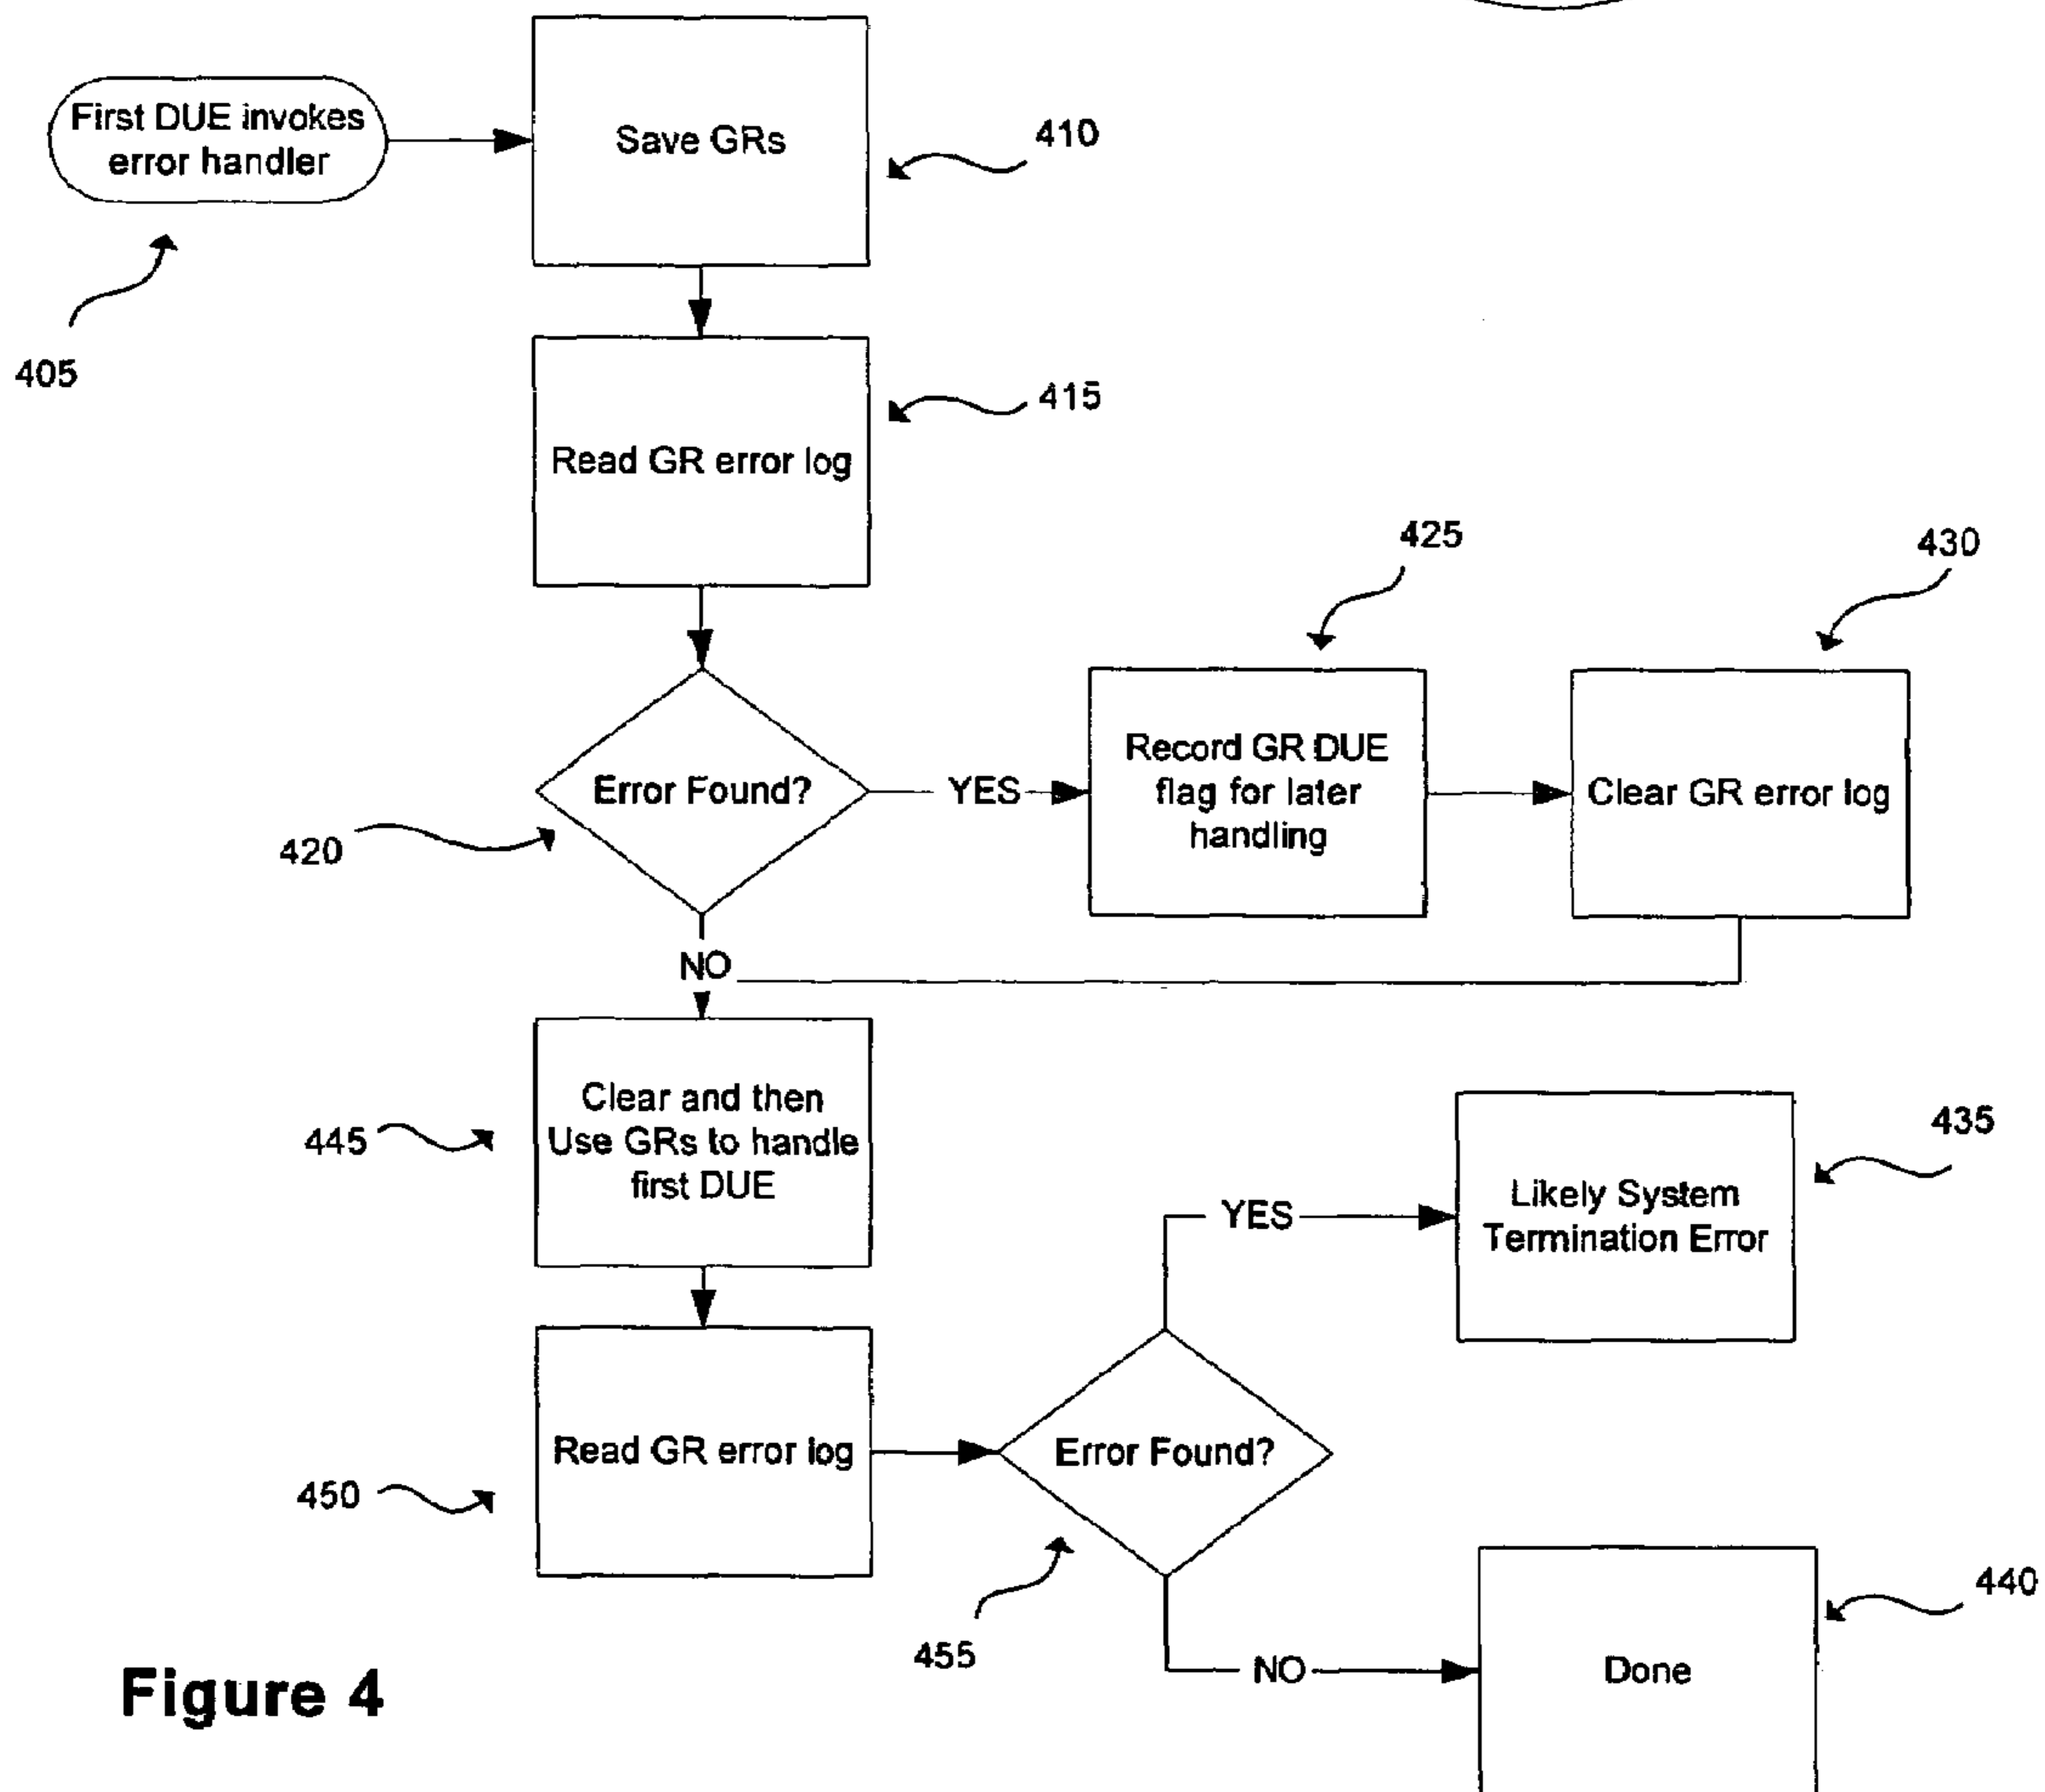 First DUE invokes
error handler
405
Save GRs
410
Read GR error log
415
Error Found?
420
YES
Record GR DUE
flag for later
handling
425
Clear GR error log
430
NO
Clear and then
Use GRs to handle
first DUE
445
Read GR error log
450
Error Found?
455
YES
Likely System
Termination Error
435
NO
Done
440
Figure 4